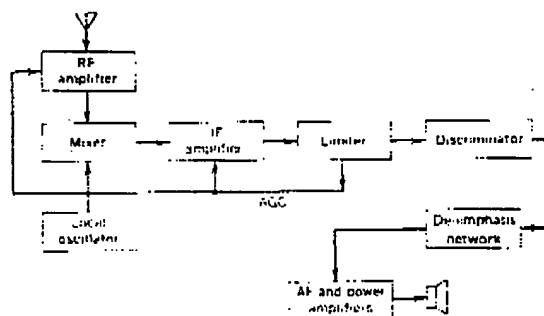 RF
amplifier
Mixer
IF
amplifier
Limiter
Discriminator
AGC
Local
oscillator
De-emphasis
network
AF and power
amplifiers